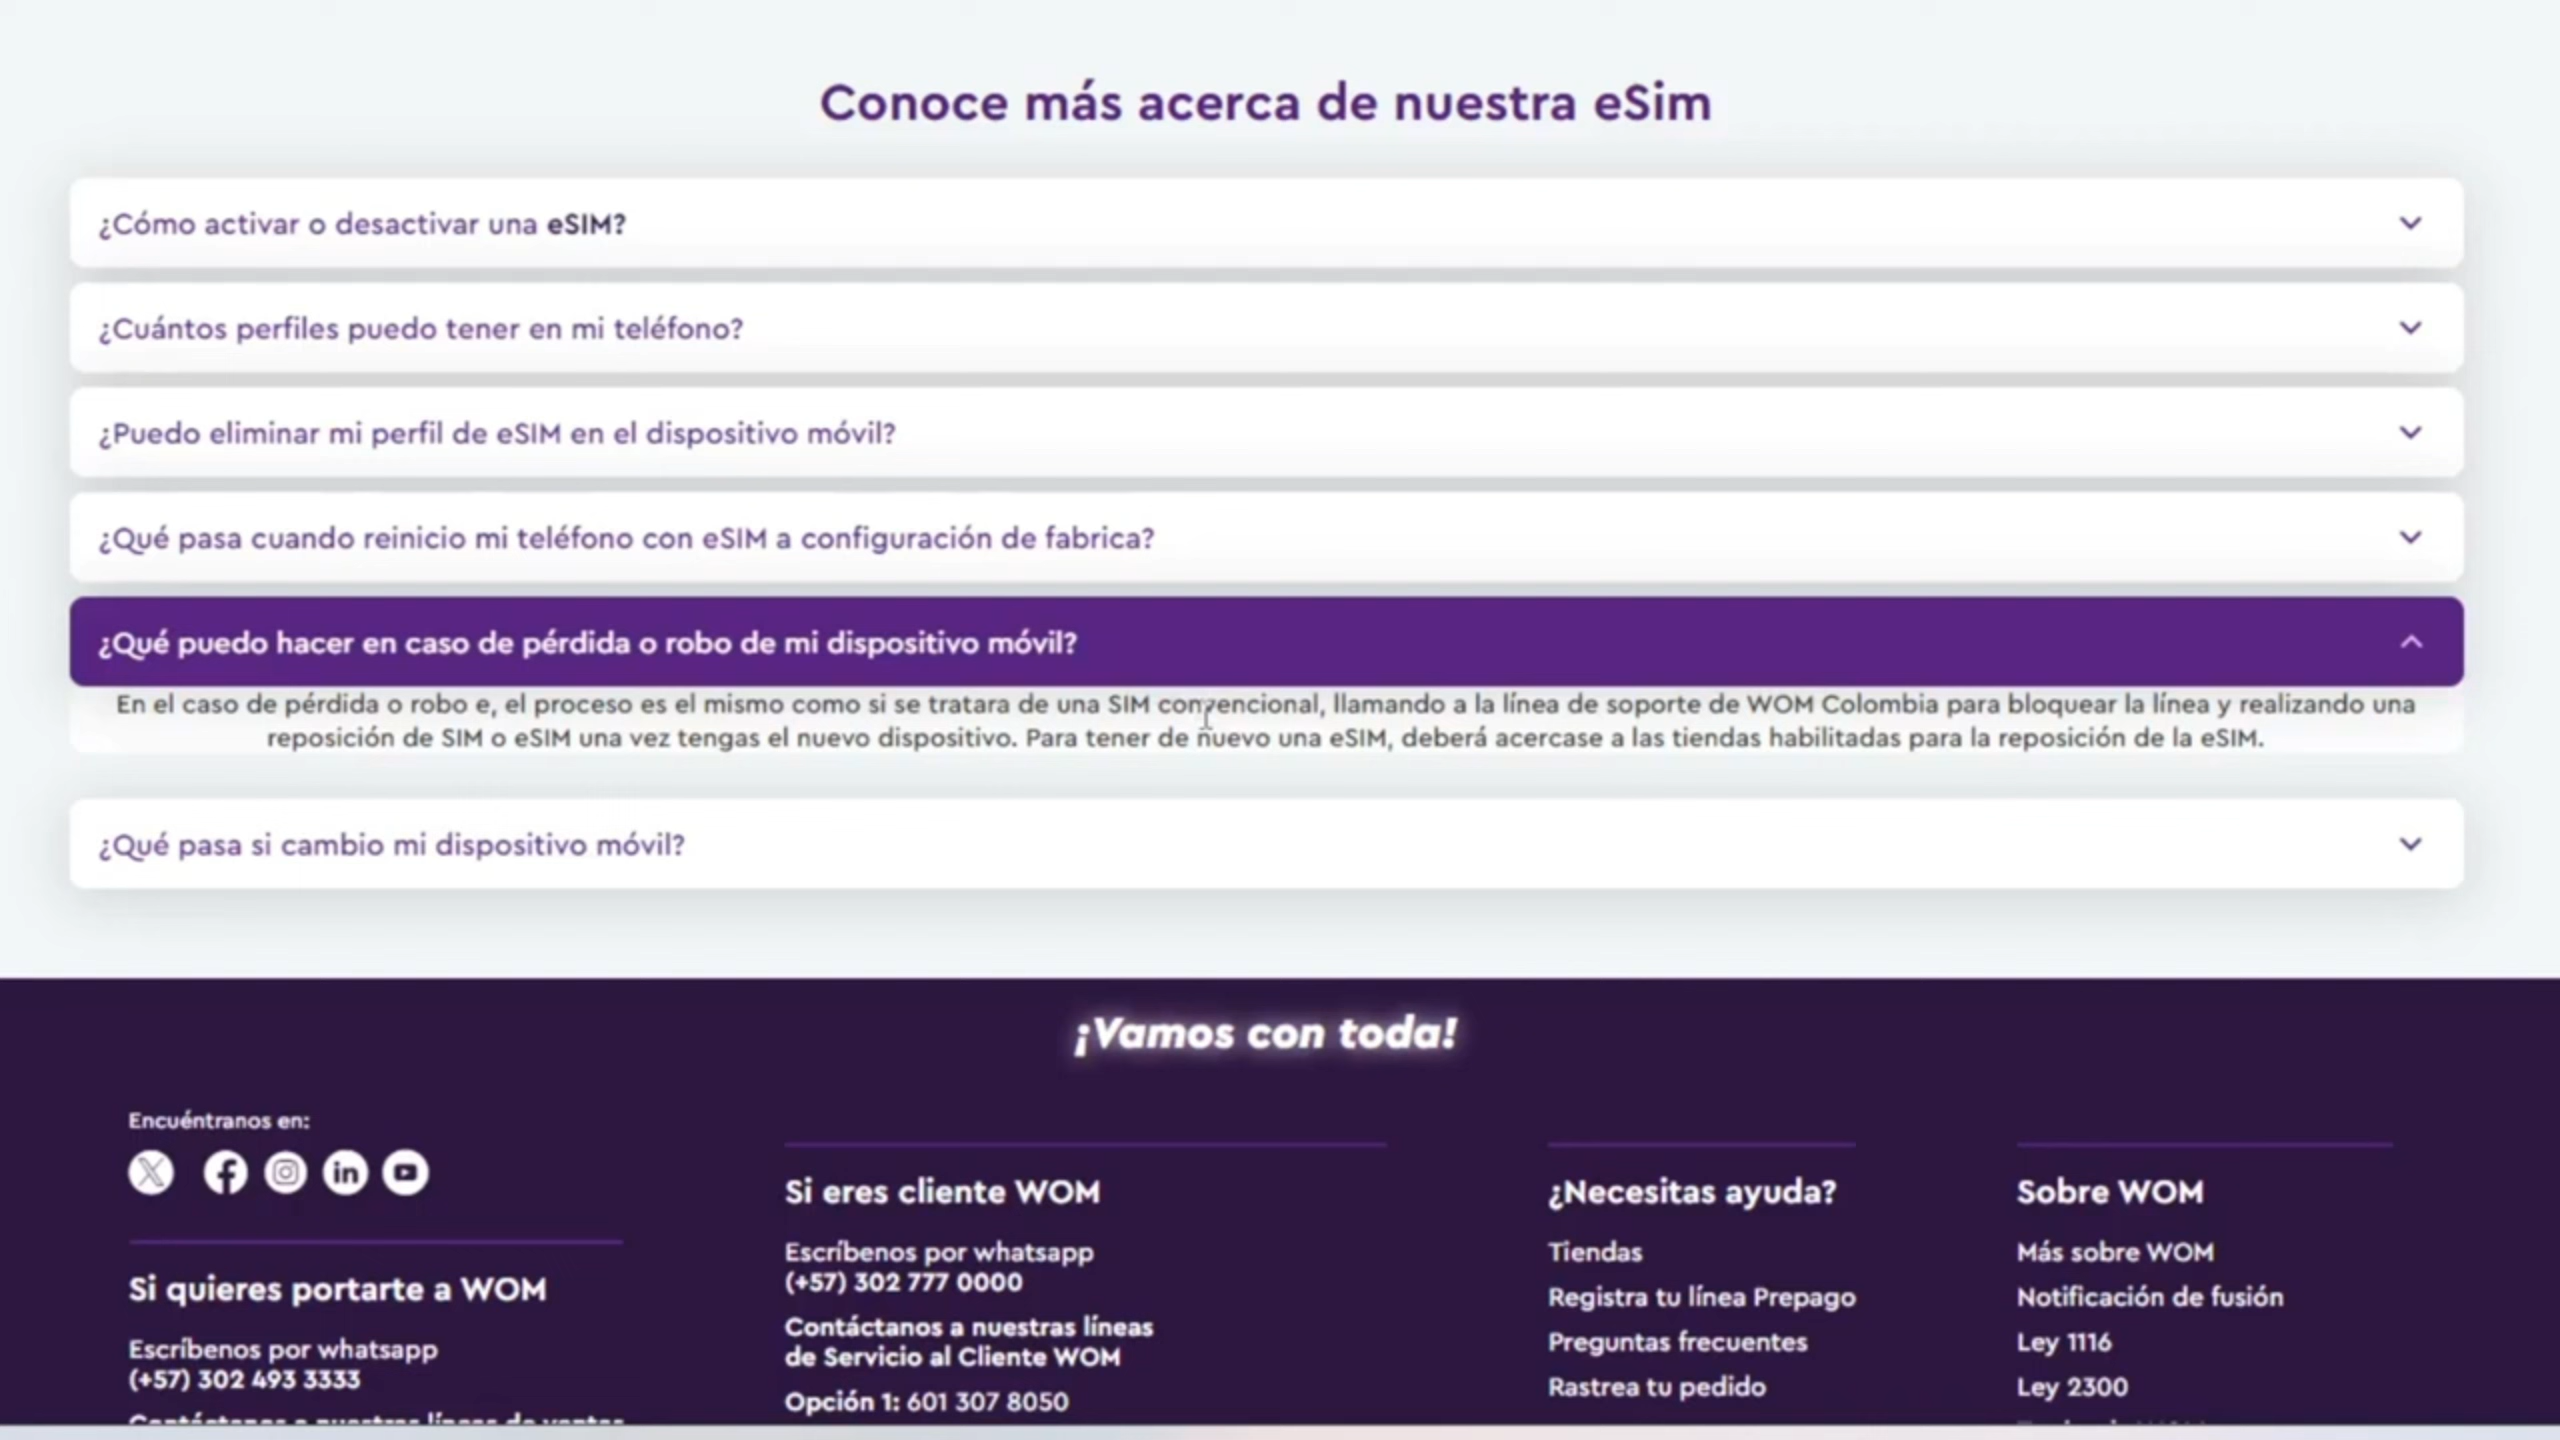 Conoce más acerca de nuestra eSim
¿Cómo activar o desactivar una eSIM?
¿Cuántos perfiles puedo tener en mi teléfono?
¿Puedo eliminar mi perfil de eSIM en el dispositivo móvil?
¿Qué pasa cuando reinicio mi teléfono con eSIM a configuración de fabrica?
¿Qué puedo hacer en caso de pérdida o robo de mi dispositivo móvil?
En el caso de pérdida o robo e, el proceso es el mismo como si se tratara de una SIM convencional, llamando a la línea de soporte de WOM Colombia para bloquear la línea y realizando una
reposición de SIM o eSIM una vez tengas el nuevo dispositivo. Para tener de nuevo una eSIM, deberá acercase a las tiendas habilitadas para la reposición de la eSIM.
¿Qué pasa si cambio mi dispositivo móvil?
¡Vamos con toda!
Encuéntranos en:
Si quieres portarte a WOM
Escríbenos por whatsapp
(+57) 302 493 3333
Contáctanos a nuestras líneas de ventas
Si eres cliente WOM
Escríbenos por whatsapp
(+57) 302 777 0000
Contáctanos a nuestras líneas
de Servicio al Cliente WOM
Opción 1: 601 307 8050
¿Necesitas ayuda?
Tiendas
Registra tu línea Prepago
Preguntas frecuentes
Rastrea tu pedido
Sobre WOM
Más sobre WOM
Notificación de fusión
Ley 1116
Ley 2300